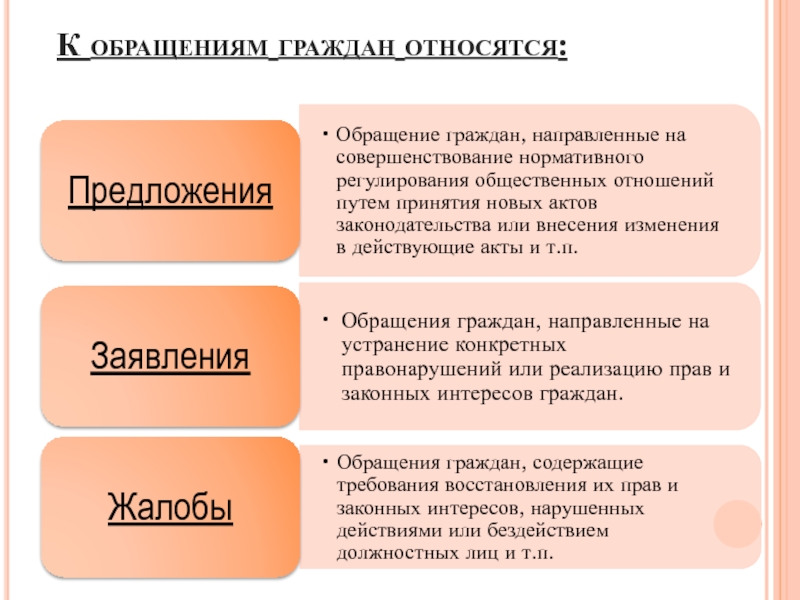 К ОБРАЩЕНИЯМ ГРАЖДАН ОТНОСЯТСЯ:
Предложения
• Обращение граждан, направленные на
совершенствование нормативного
регулирования общественных отношений
путем принятия новых актов
законодательства или внесения изменения
в действующие акты и т.п.
Заявления
• Обращения граждан, направленные на
устранение конкретных
правонарушений или реализацию прав и
законных интересов граждан.
Жалобы
• Обращения граждан, содержащие
требования восстановления их прав и
законных интересов, нарушенных
действиями или бездействием
должностных лиц и т.п.